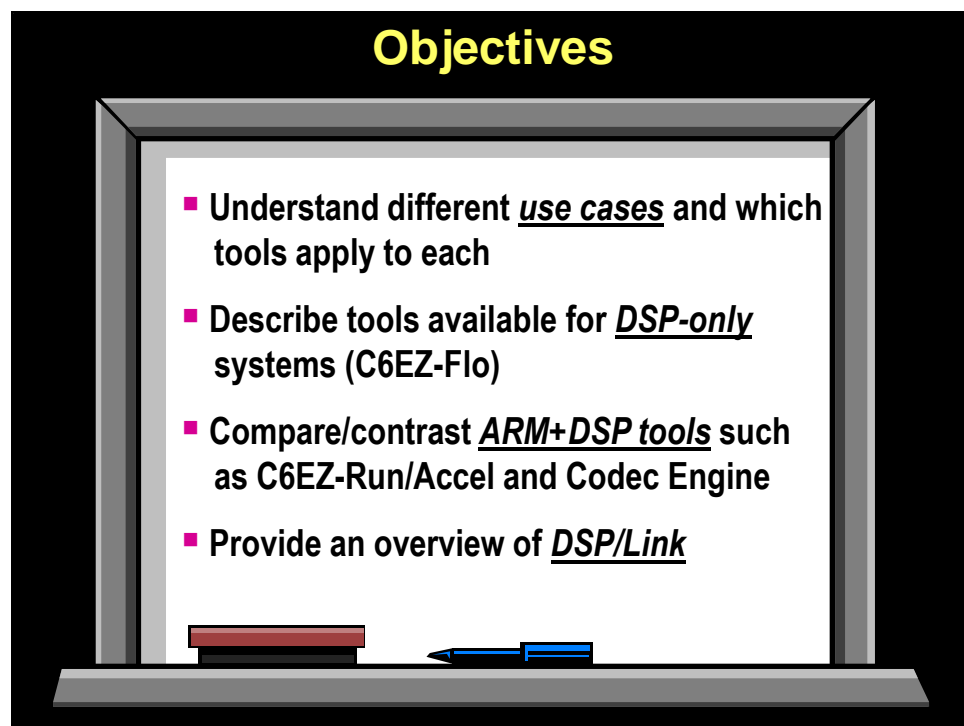 Objectives
▪ Understand different use cases and which
tools apply to each
▪ Describe tools available for DSP-only
systems (C6EZ-Flo)
▪ Compare/contrast ARM+DSP tools such
as C6EZ-Run/Accel and Codec Engine
▪ Provide an overview of DSP/Link